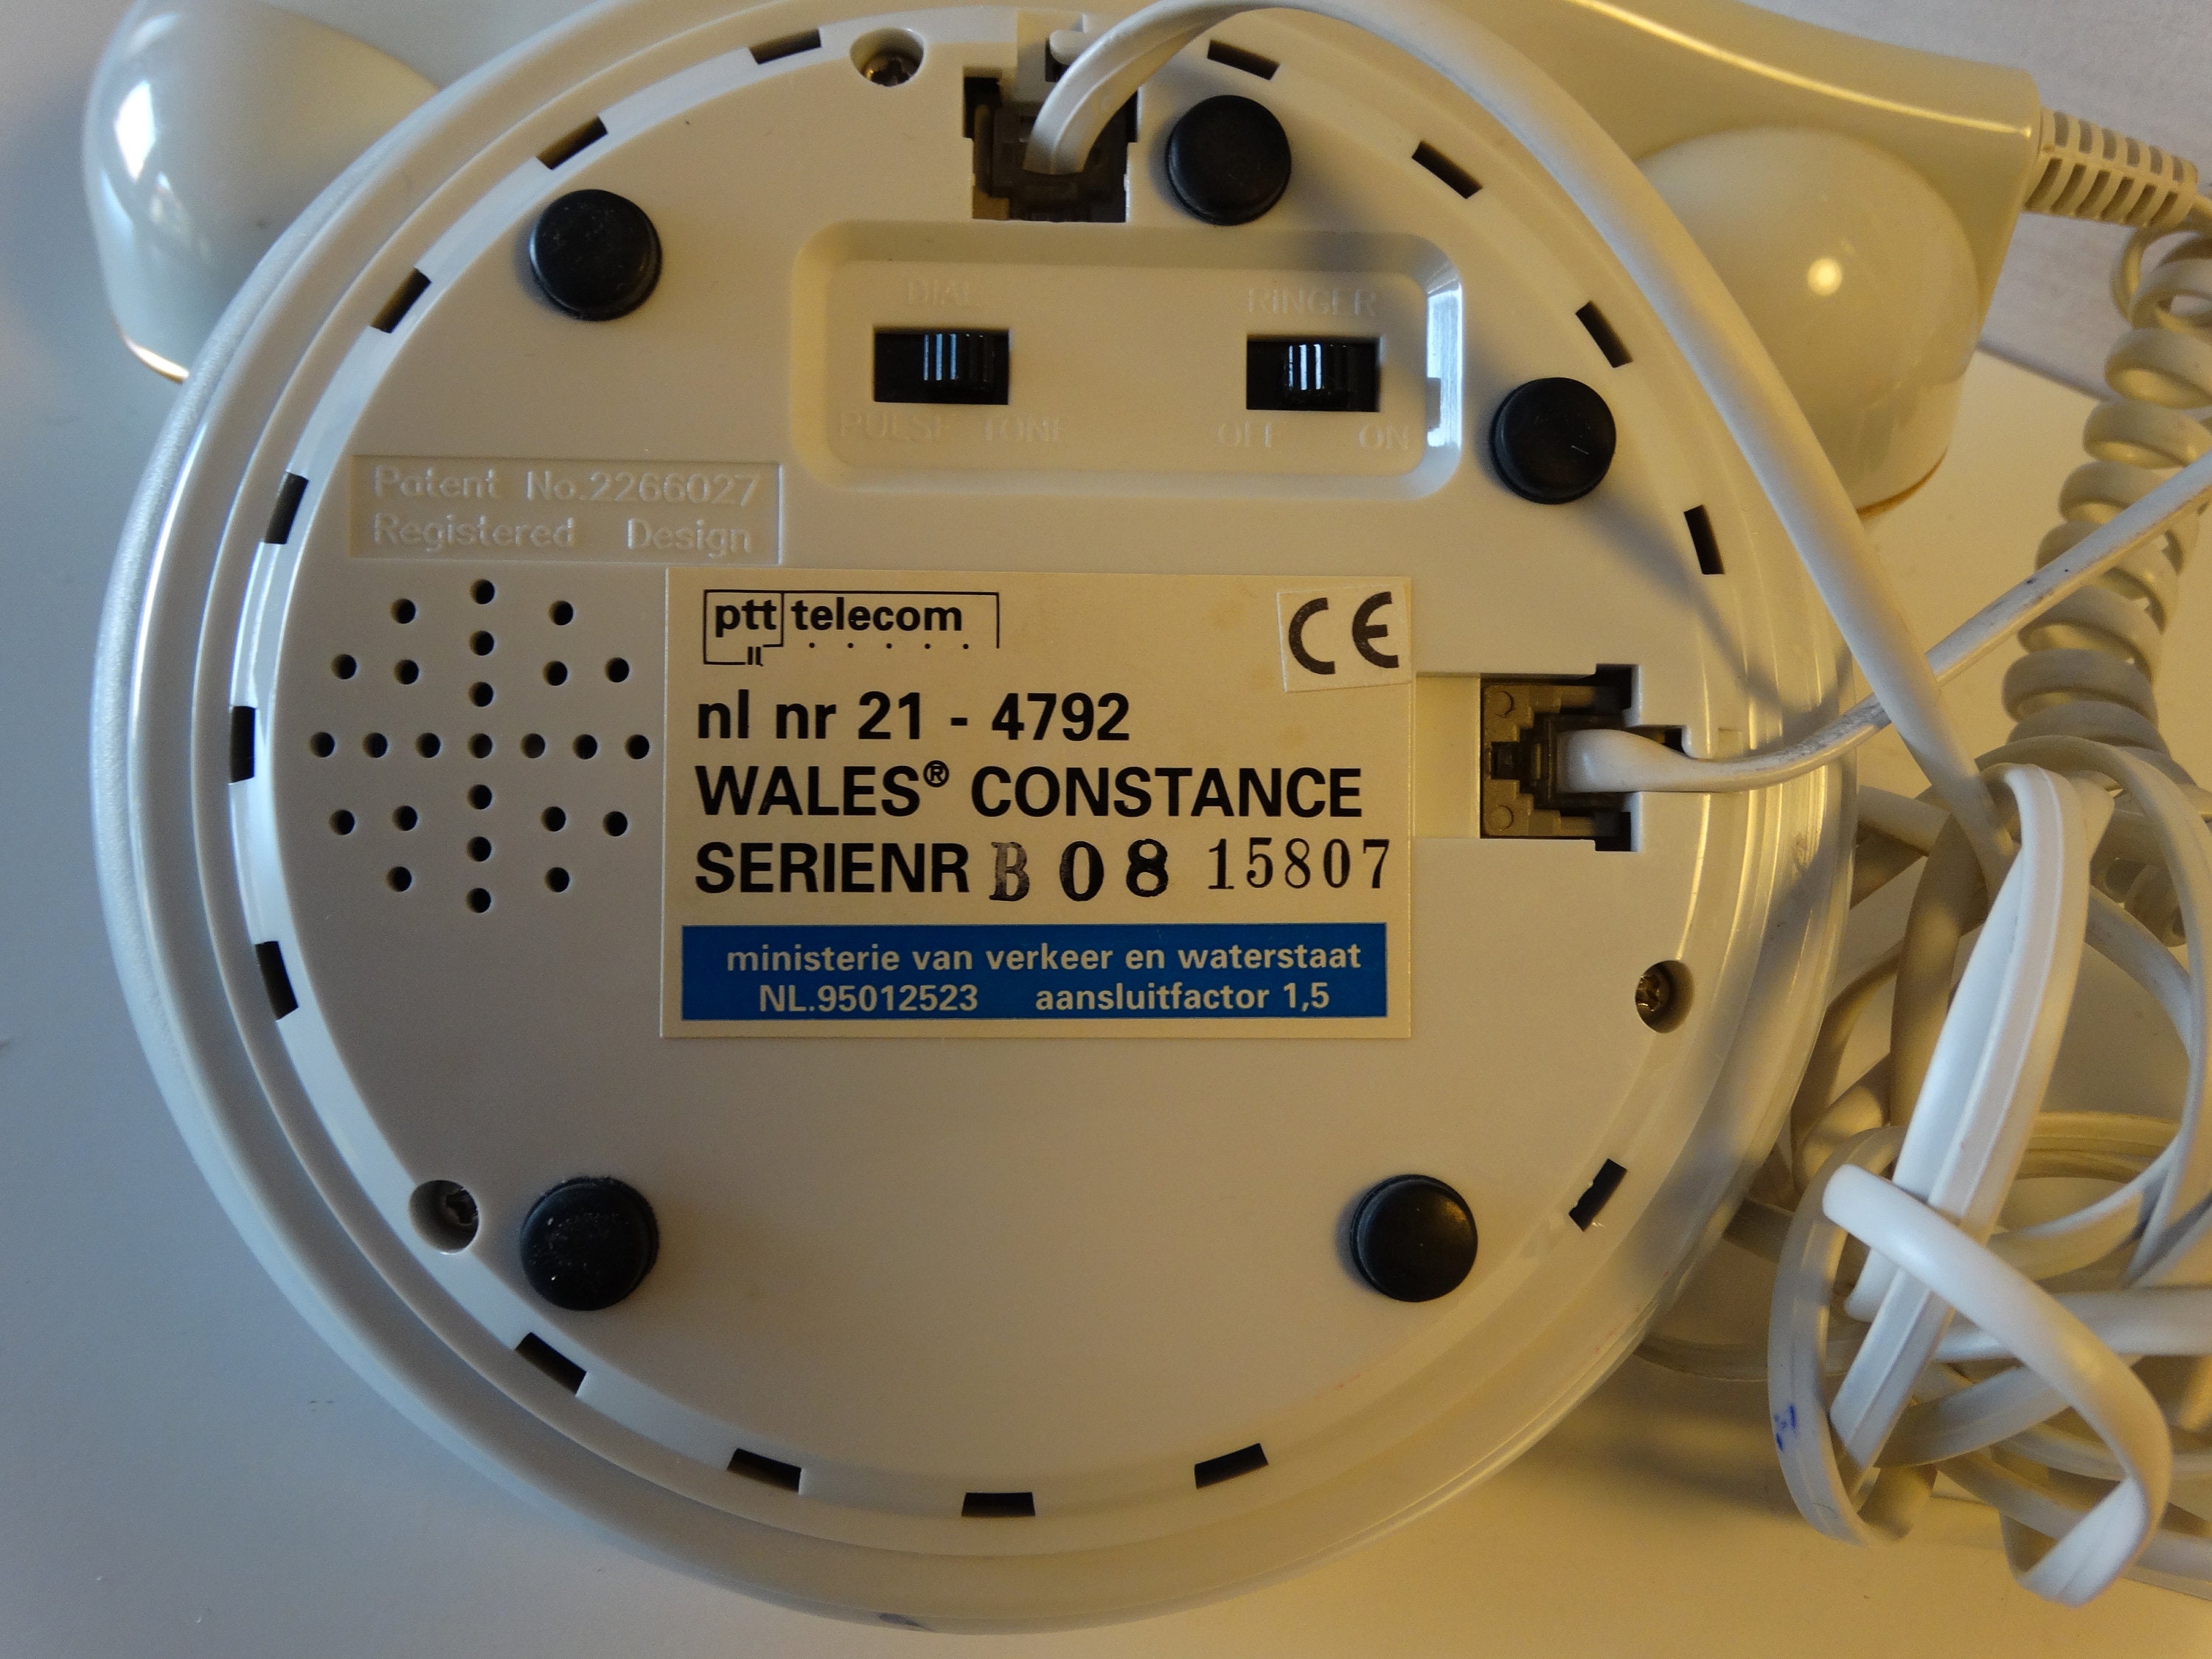 DIAL
RINGER
PULSE TONE
OFF ON
Patent No.2266027
Registered Design
ptt telecom
CE
nl nr 21 - 4792
WALES® CONSTANCE
SERIENR B 08 15807
ministerie van verkeer en waterstaat
NL.95012523 aansluitfactor 1,5